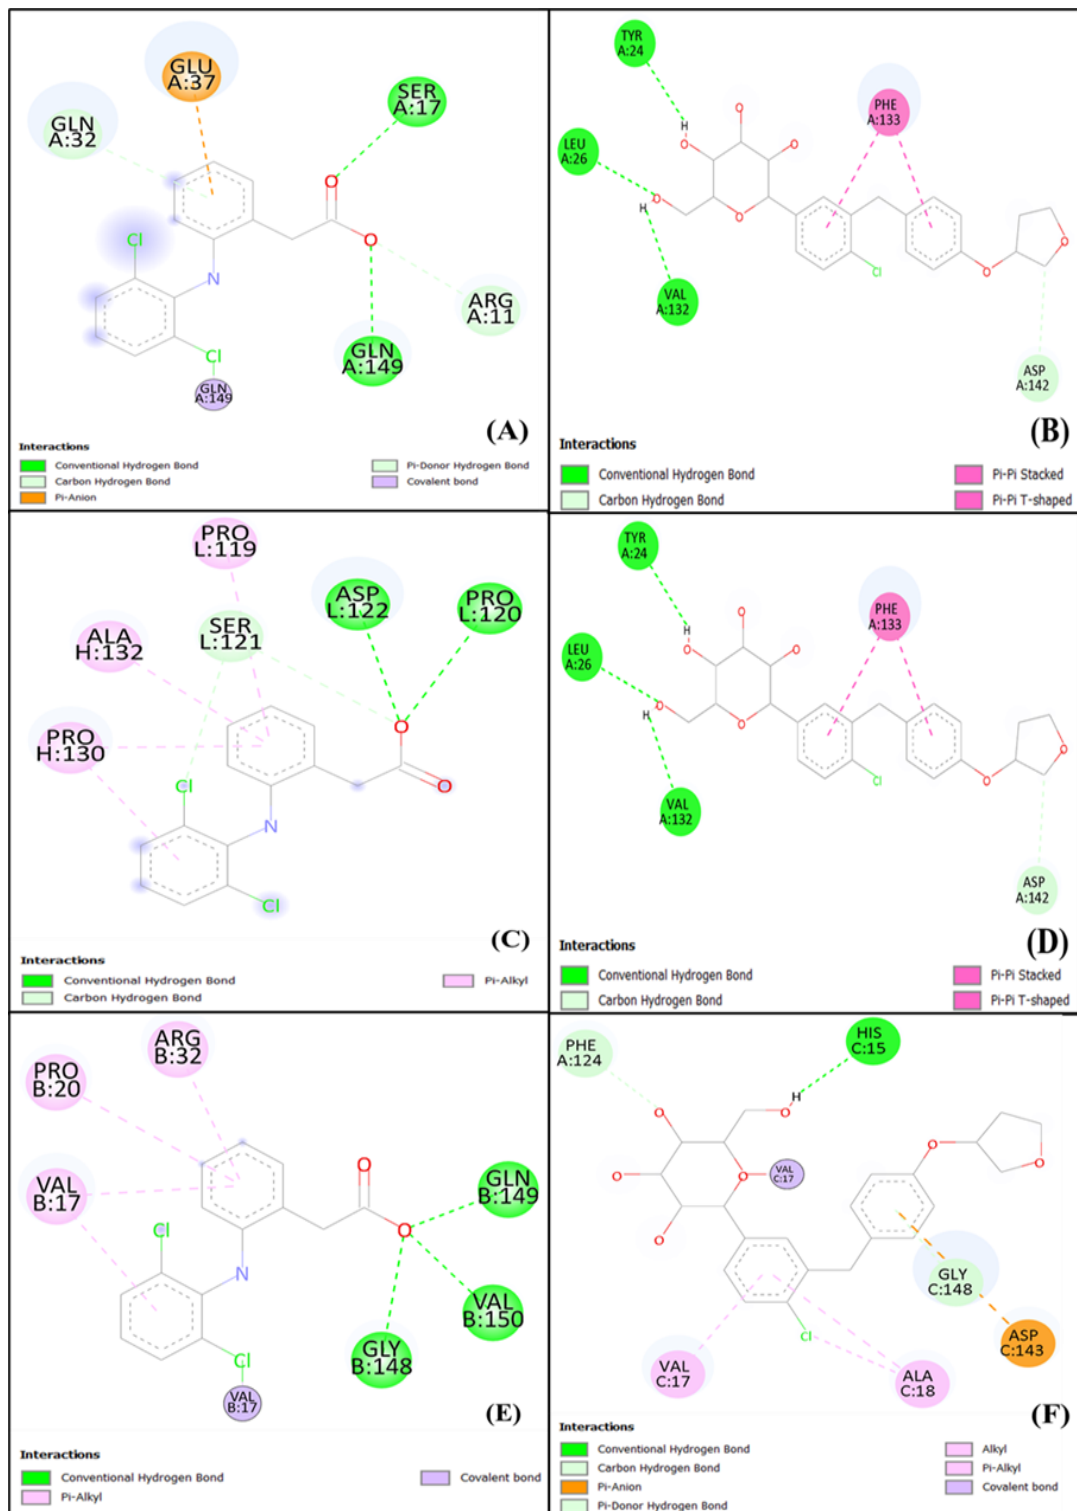 GLU
A:37
SER
A:17
GLN
A:32
O
Cl
O
N
ARG
A:11
Cl
GLN
A:149
GLN
A:149
(A)
Interactions
Conventional Hydrogen Bond
Carbon Hydrogen Bond
Pi-Anion
Pi-Donor Hydrogen Bond
Covalent bond
TYR
A:24
PHE
A:133
H
O
O
O
LEU
A:26
O
H
O
O
Cl
O
VAL
A:132
ASP
A:142
(B)
Interactions
Conventional Hydrogen Bond
Carbon Hydrogen Bond
Pi-Pi Stacked
Pi-Pi T-shaped
PRO
L:119
ASP
L:122
PRO
L:120
SER
L:121
ALA
H:132
PRO
H:130
O
O
Cl
N
Cl
(C)
Interactions
Conventional Hydrogen Bond
Carbon Hydrogen Bond
Pi-Alkyl
TYR
A:24
PHE
A:133
H
O
O
O
LEU
A:26
O
H
O
O
Cl
O
VAL
A:132
ASP
A:142
(D)
Interactions
Conventional Hydrogen Bond
Carbon Hydrogen Bond
Pi-Pi Stacked
Pi-Pi T-shaped
ARG
B:32
PRO
B:20
VAL
B:17
O
GLN
B:149
O
Cl
N
VAL
B:150
GLY
B:148
Cl
VAL
B:17
(E)
Interactions
Conventional Hydrogen Bond
Pi-Alkyl
Covalent bond
PHE
A:124
HIS
C:15
H
O
O
O
O
O
O
VAL
C:17
O
GLY
C:148
Cl
ASP
C:143
VAL
C:17
ALA
C:18
(F)
Interactions
Conventional Hydrogen Bond
Carbon Hydrogen Bond
Pi-Anion
Pi-Donor Hydrogen Bond
Alkyl
Pi-Alkyl
Covalent bond